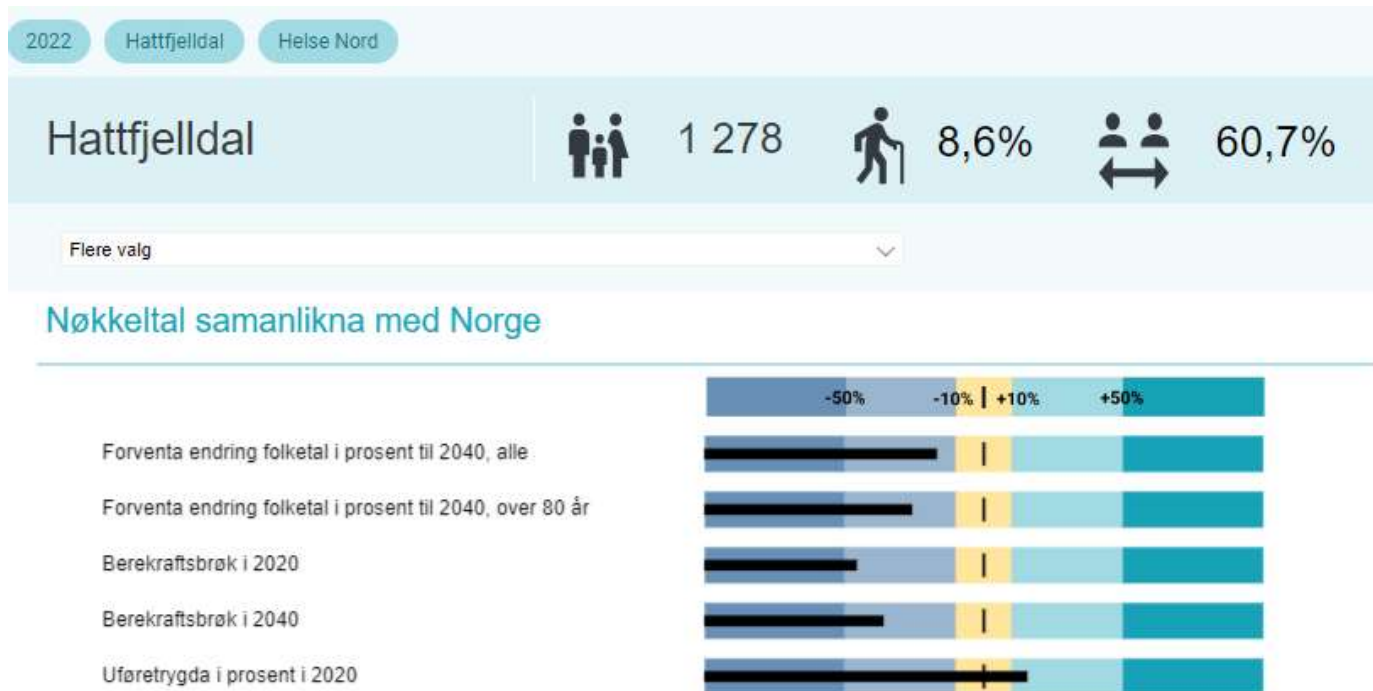 2022 Hattfjelldal Helse Nord
Hattfjelldal 1 278 8,6% 60,7%
Flere valg
Nøkkeltal samanlikna med Norge
-50% -10% +10% +50%
Forventa endring folketal i prosent til 2040, alle
Forventa endring folketal i prosent til 2040, over 80 år
Berekraftsbrøk i 2020
Berekraftsbrøk i 2040
Uføretrygda i prosent i 2020